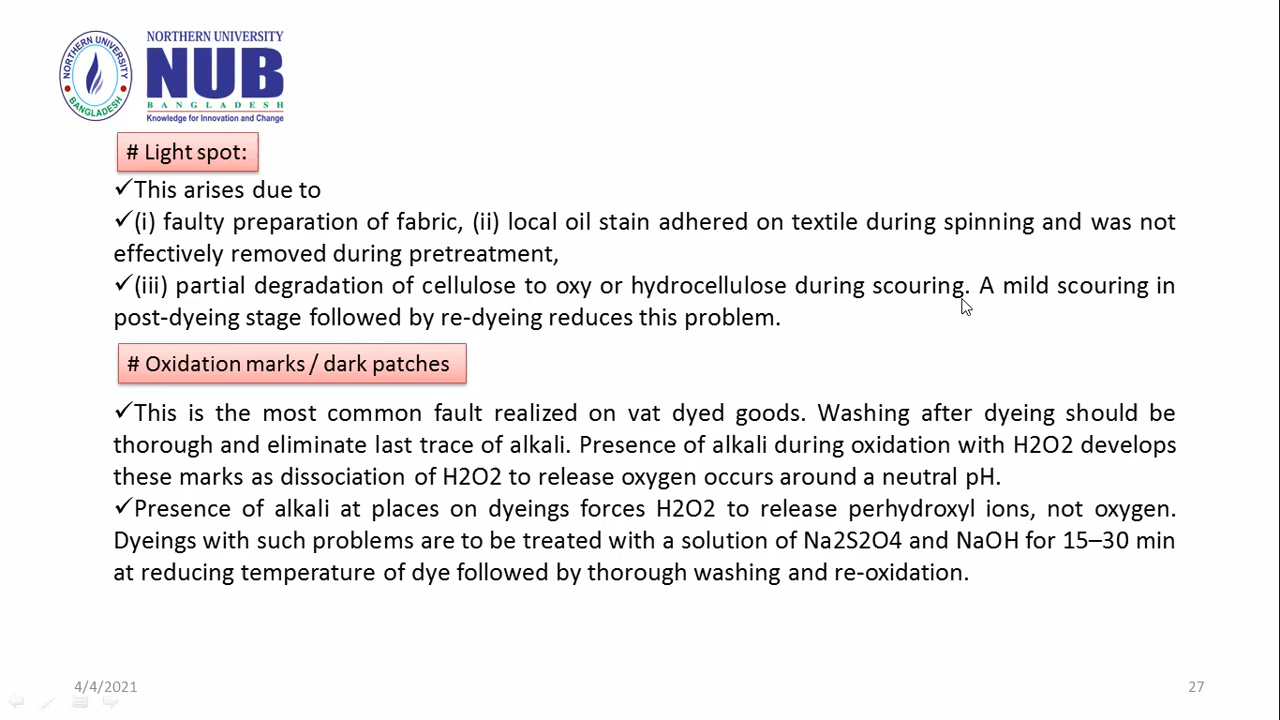 NORTHERN UNIVERSITY
NUB
BANGLADESH
Knowledge for Innovation and Change
NORTHERN UNIVERSITY
BANGLADESH
# Light spot:
✓This arises due to
✓(i) faulty preparation of fabric, (ii) local oil stain adhered on textile during spinning and was not
effectively removed during pretreatment,
✓(iii) partial degradation of cellulose to oxy or hydrocellulose during scouring. A mild scouring in
post-dyeing stage followed by re-dyeing reduces this problem.
# Oxidation marks / dark patches
✓This is the most common fault realized on vat dyed goods. Washing after dyeing should be
thorough and eliminate last trace of alkali. Presence of alkali during oxidation with H2O2 develops
these marks as dissociation of H2O2 to release oxygen occurs around a neutral pH.
✓Presence of alkali at places on dyeings forces H2O2 to release perhydroxyl ions, not oxygen.
Dyeings with such problems are to be treated with a solution of Na2S2O4 and NaOH for 15–30 min
at reducing temperature of dye followed by thorough washing and re-oxidation.
4/4/2021
27